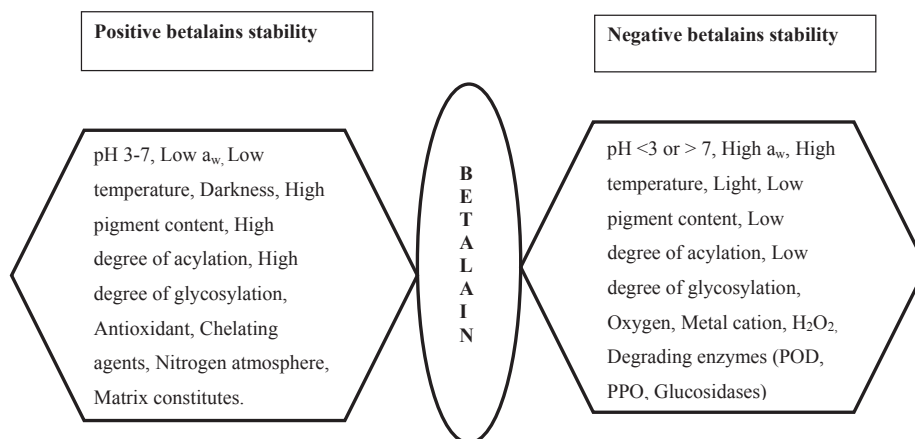 Positive betalains stability
Negative betalains stability
pH 3-7, Low a_w, Low
temperature, Darkness, High
pigment content, High
degree of acylation, High
degree of glycosylation,
Antioxidant, Chelating
agents, Nitrogen atmosphere,
Matrix constitutes.
B
E
T
A
L
A
I
N
pH <3 or > 7, High a_w, High
temperature, Light, Low
pigment content, Low
degree of acylation, Low
degree of glycosylation,
Oxygen, Metal cation, H₂O₂,
Degrading enzymes (POD,
PPO, Glucosidases)